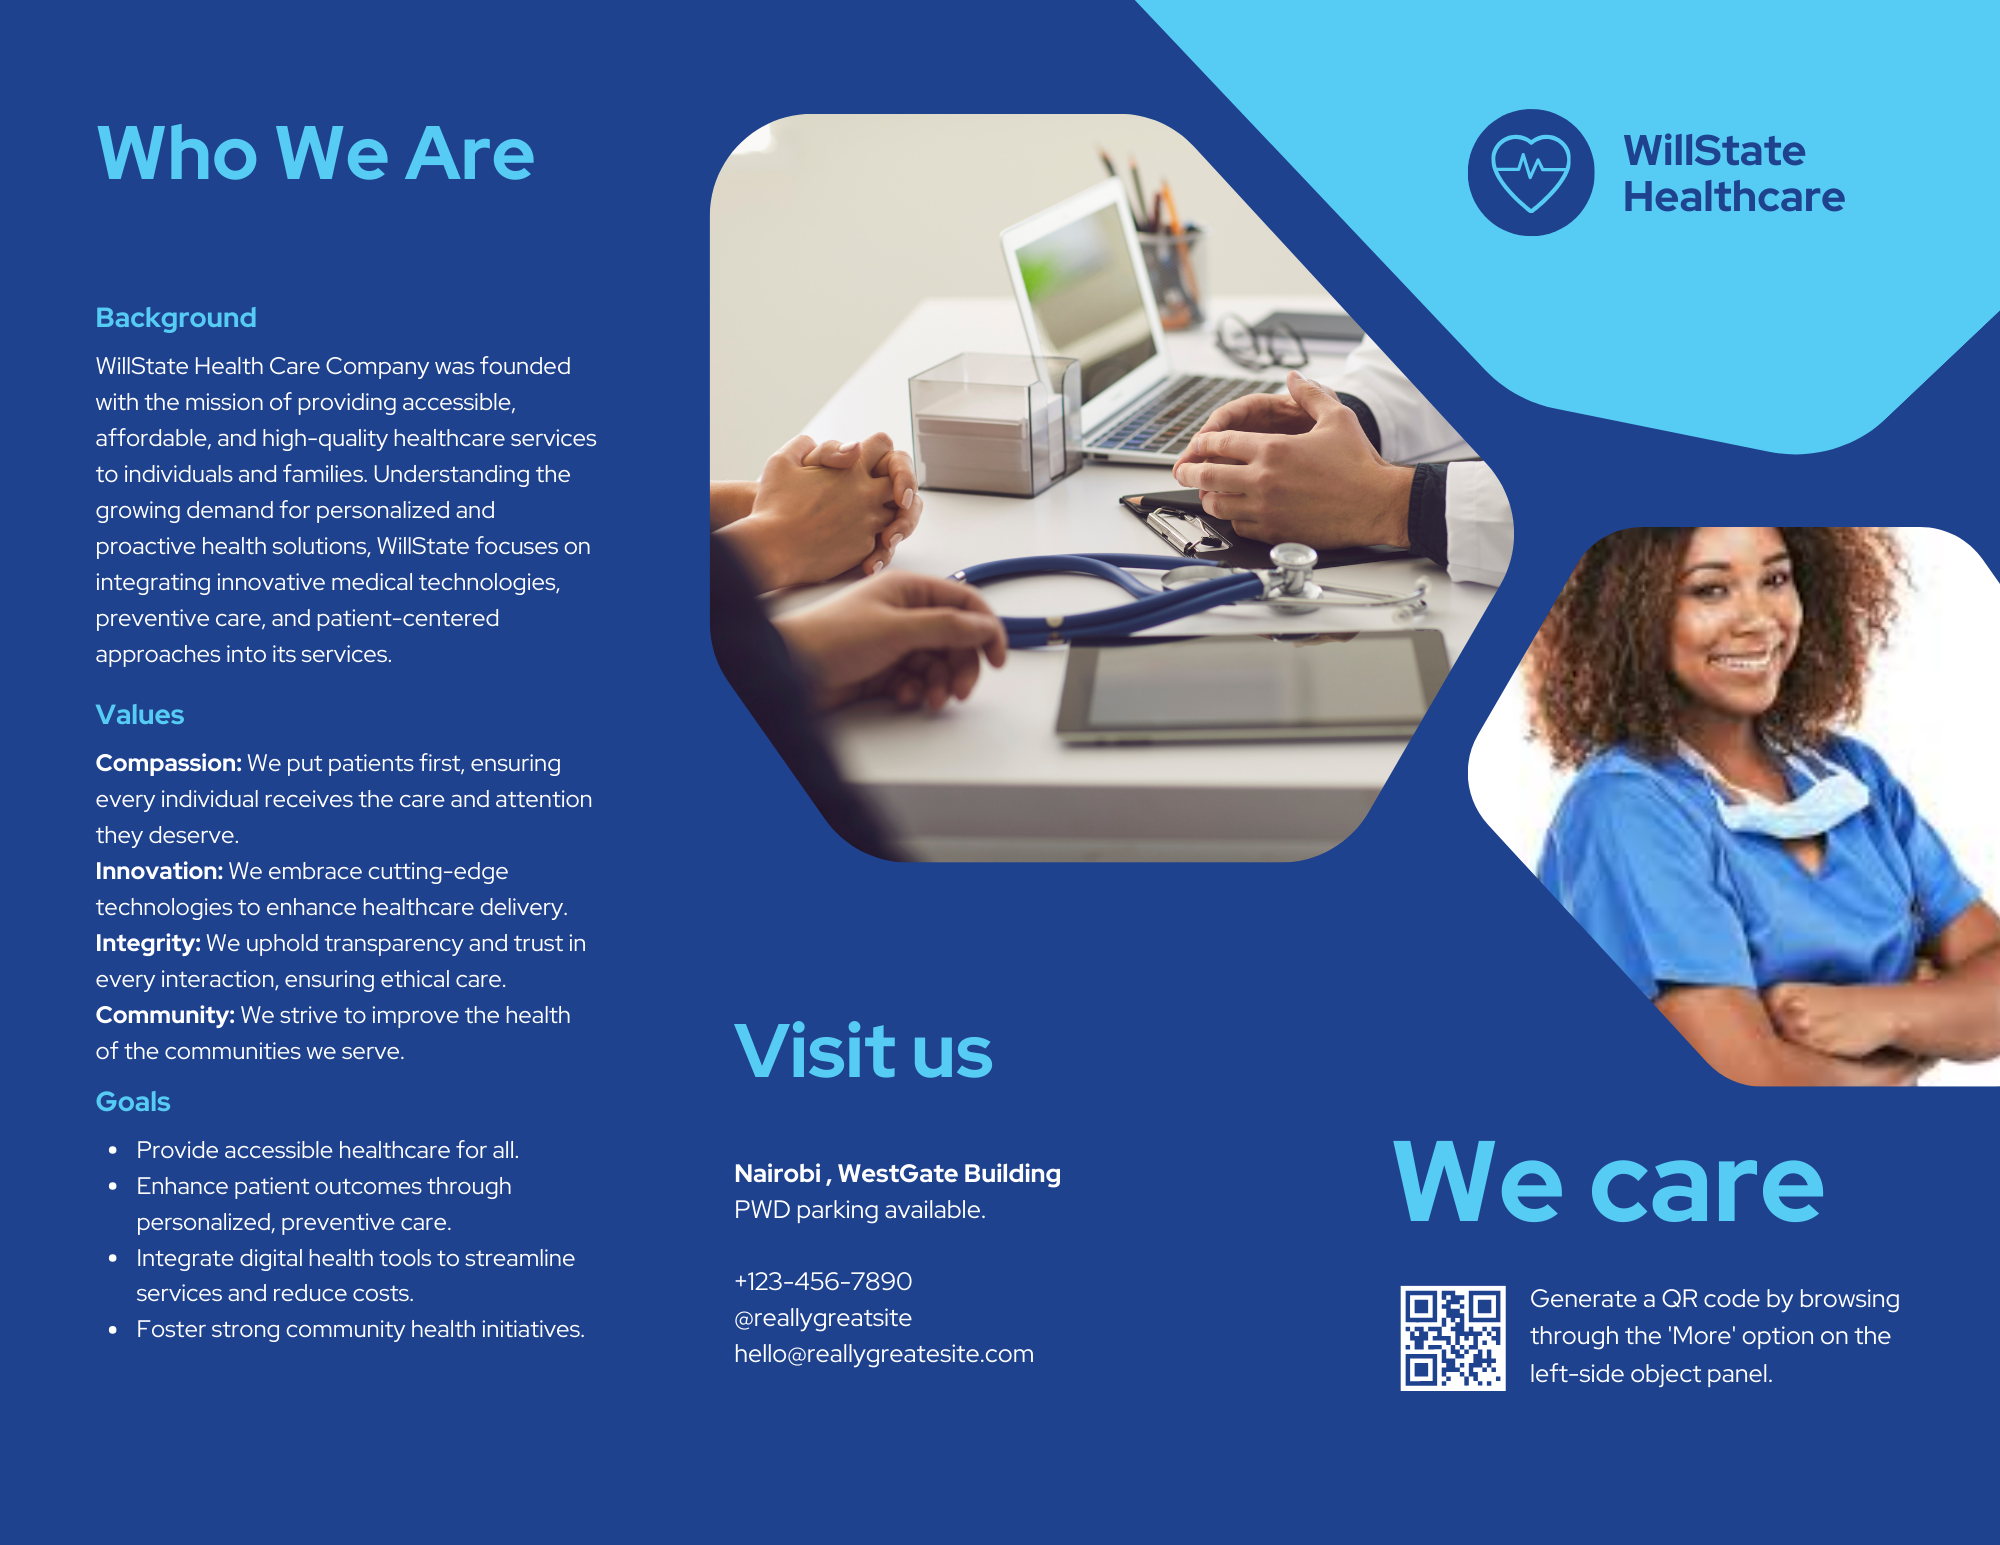 Who We Are
Background
WillState Health Care Company was founded
with the mission of providing accessible,
affordable, and high-quality healthcare services
to individuals and families. Understanding the
growing demand for personalized and
proactive health solutions, WillState focuses on
integrating innovative medical technologies,
preventive care, and patient-centered
approaches into its services.
Values
Compassion: We put patients first, ensuring
every individual receives the care and attention
they deserve.
Innovation: We embrace cutting-edge
technologies to enhance healthcare delivery.
Integrity: We uphold transparency and trust in
every interaction, ensuring ethical care.
Community: We strive to improve the health
of the communities we serve.
Goals
• Provide accessible healthcare for all.
• Enhance patient outcomes through
personalized, preventive care.
• Integrate digital health tools to streamline
services and reduce costs.
• Foster strong community health initiatives.
Visit us
Nairobi , WestGate Building
PWD parking available.
+123-456-7890
@reallygreatsite
hello@reallygreatesite.com
WillState
Healthcare
We care
Generate a QR code by browsing
through the 'More' option on the
left-side object panel.